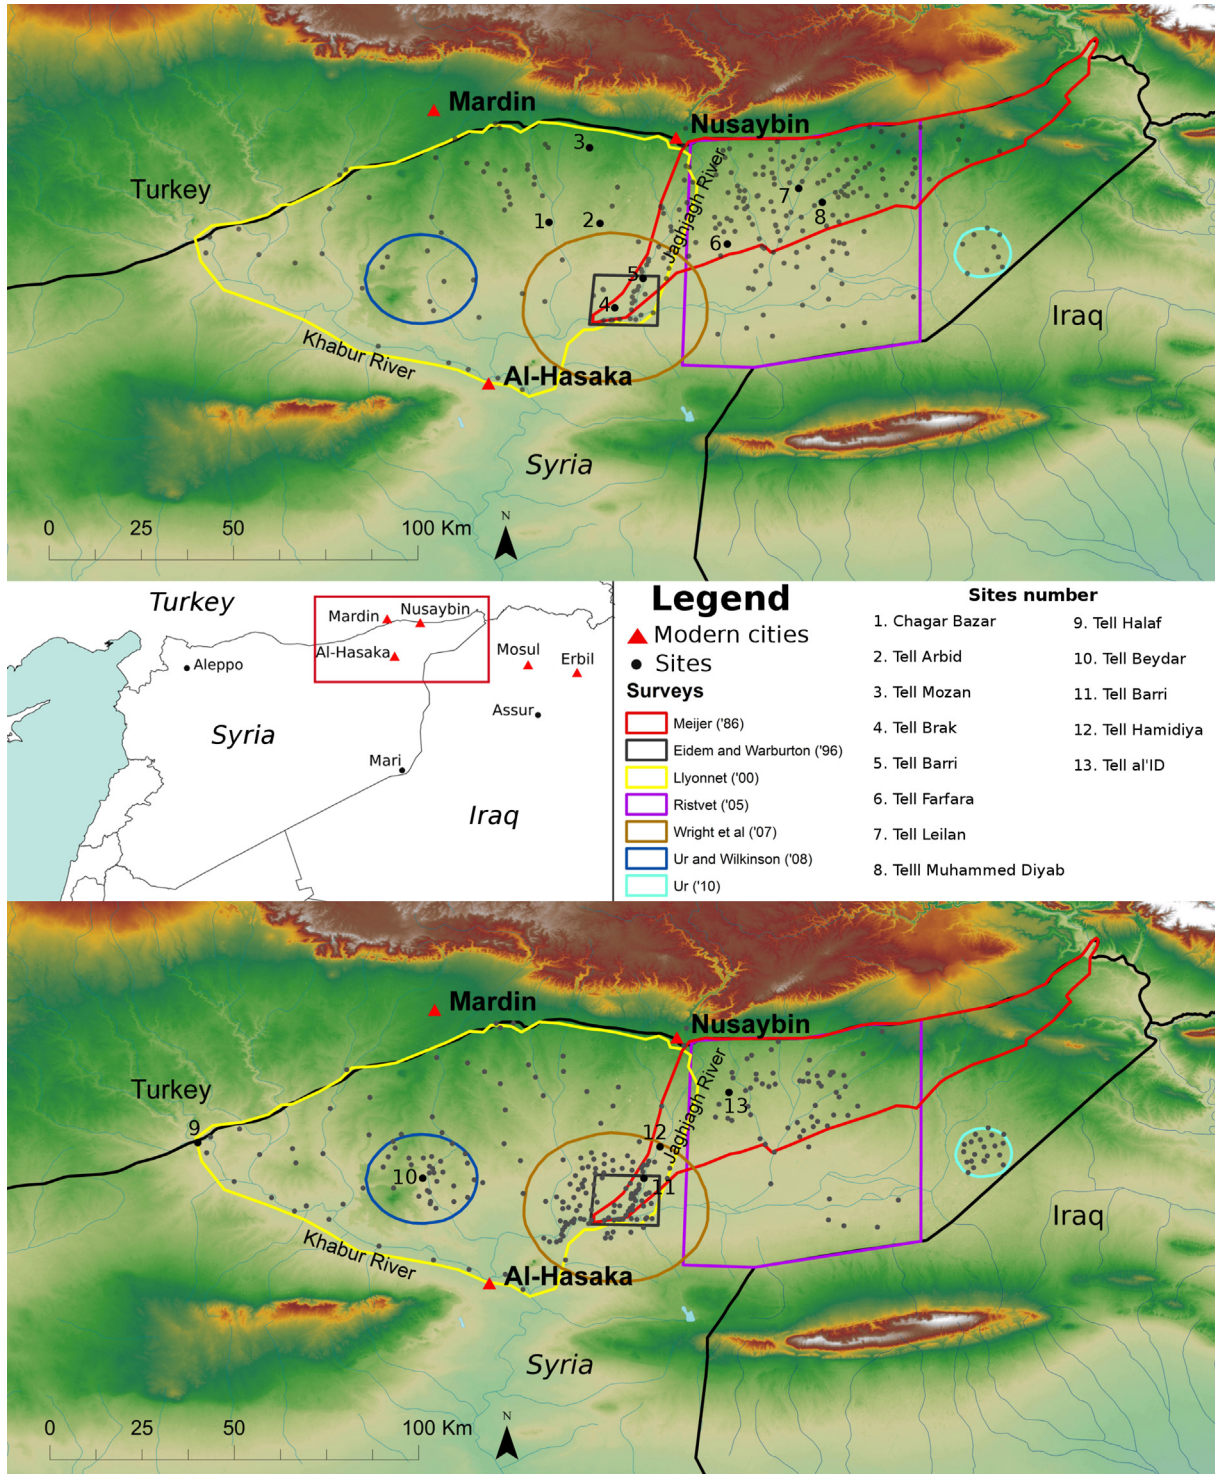 Mardin
Nusaybin
Turkey
3
Jaghjagh River
7
8
1
2
6
5
4
Iraq
Khabur River
Al-Hasaka
Syria
0 25 50 100 Km
N
Turkey
Mardin
Nusaybin
Al-Hasaka
Mosul
Erbil
Aleppo
Assur
Syria
Mari
Iraq
Legend
Modern cities
Sites
Surveys
Meijer ('86)
Eidem and Warburton ('96)
Llyonnet ('00)
Ristvet ('05)
Wright et al ('07)
Ur and Wilkinson ('08)
Ur ('10)
Sites number
1. Chagar Bazar
2. Tell Arbid
3. Tell Mozan
4. Tell Brak
5. Tell Barri
6. Tell Farfara
7. Tell Leilan
8. Telll Muhammed Diyab
9. Tell Halaf
10. Tell Beydar
11. Tell Barri
12. Tell Hamidiya
13. Tell al'ID
Mardin
Nusaybin
Turkey
Jaghjagh River
13
9
12
10
11
Iraq
Khabur River
Al-Hasaka
Syria
0 25 50 100 Km
N